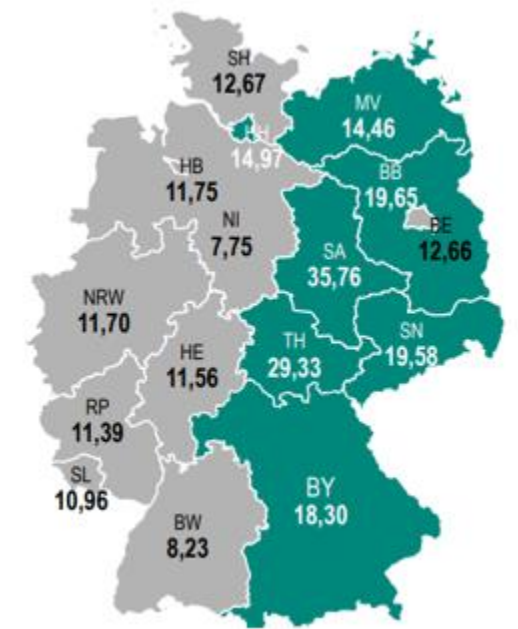 SH
12,67
MV
14,46
HH
14,97
BB
19,65
HB
11,75
BE
12,66
NI
7,75
SA
35,76
NRW
11,70
SN
19,58
TH
29,33
HE
11,56
RP
11,39
SL
10,96
BY
18,30
BW
8,23